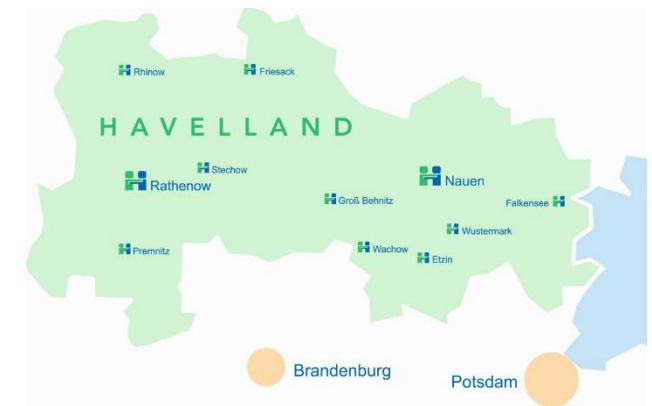 Rhinow
Friesack
HAVELLAND
Stechow
Rathenow
Nauen
Groß Behnitz
Falkensee
Wustermark
Premnitz
Wachow
Etzin
Brandenburg
Potsdam